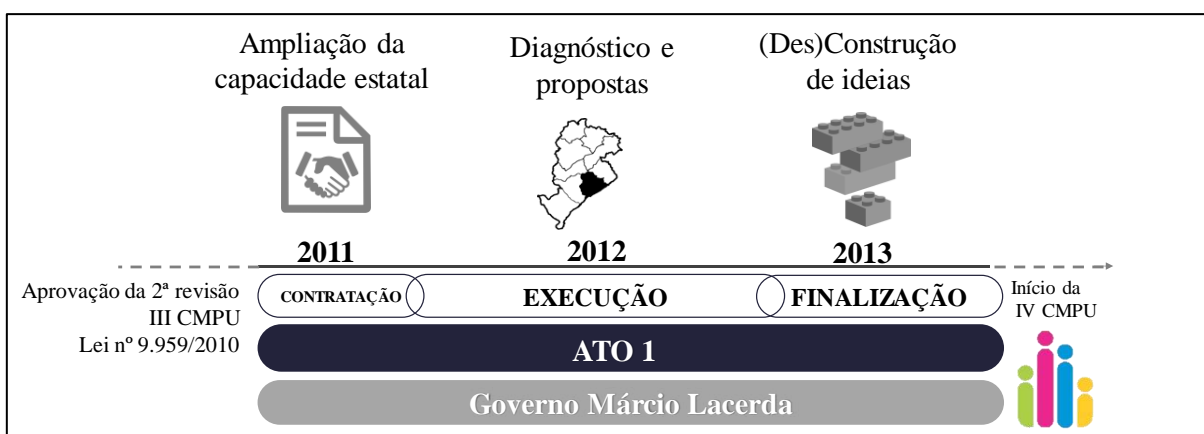 Ampliação da
capacidade estatal
Diagnóstico e
propostas
(Des)Construção
de ideias
2011
2012
2013
Aprovação da 2ª revisão
III CMPU
Lei nº 9.959/2010
CONTRATAÇÃO
EXECUÇÃO
FINALIZAÇÃO
Início da
IV CMPU
ATO 1
Governo Márcio Lacerda